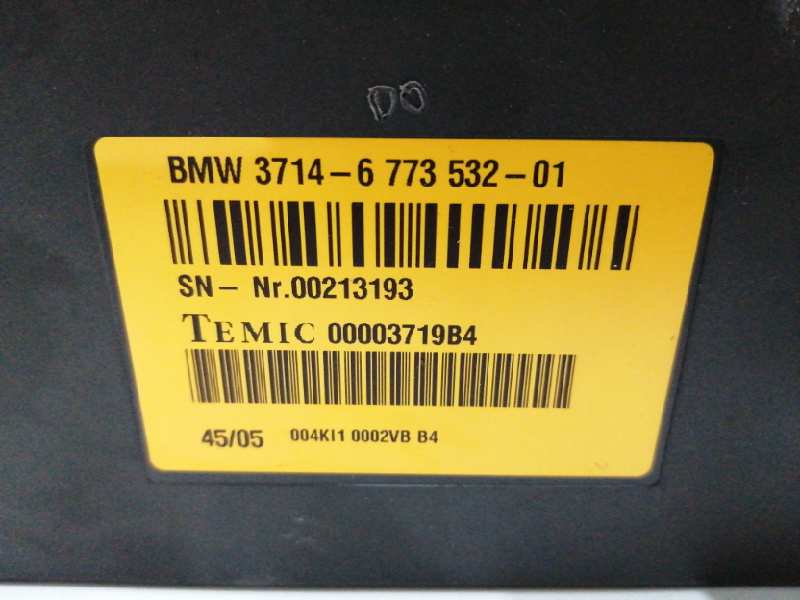 DO
BMW 3714-6 773 532-01
SN- Nr.00213193
TEMIC 00003719B4
45/05 004KI1 0002VB B4